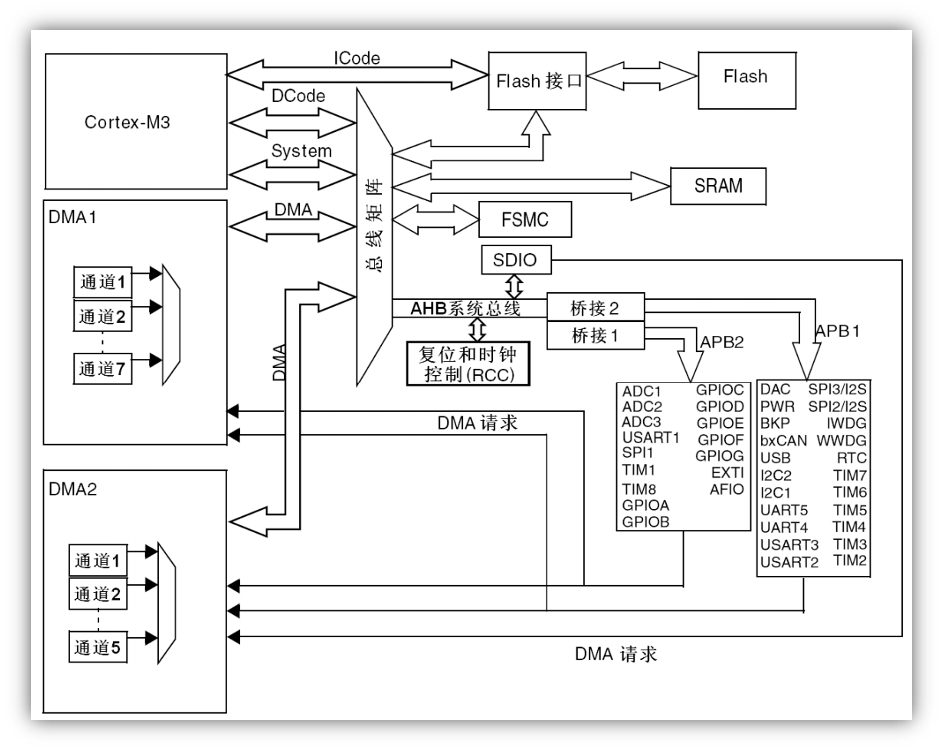 ICode
Flash 接口
Flash
Cortex-M3
DCode
System
DMA1
DMA
总线矩阵
SRAM
FSMC
SDIO
通道1
通道2
通道7
AHB系统总线
桥接2
桥接1
APB2
APB1
复位和时钟
控制(RCC)
DMA
DMA 请求
ADC1 GPIOC
ADC2 GPIOD
ADC3 GPIOE
USART1 GPIOF
SPI1 GPIOG
TIM1 EXTI
TIM8 AFIO
GPIOA
GPIOB
DAC SPI3/I2S
PWR SPI2/I2S
BKP IWDG
bxCAN WWDG
USB RTC
I2C2 TIM7
I2C1 TIM6
UART5 TIM5
UART4 TIM4
USART3 TIM3
USART2 TIM2
DMA2
通道1
通道2
通道5
DMA 请求